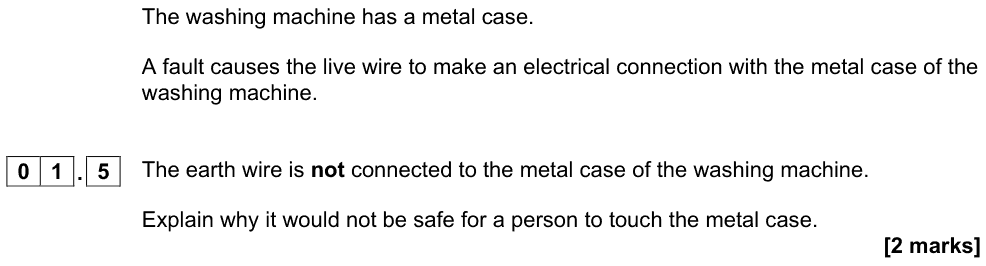 The washing machine has a metal case.
A fault causes the live wire to make an electrical connection with the metal case of the
washing machine.
0 1 . 5 The earth wire is not connected to the metal case of the washing machine.
Explain why it would not be safe for a person to touch the metal case.
[2 marks]